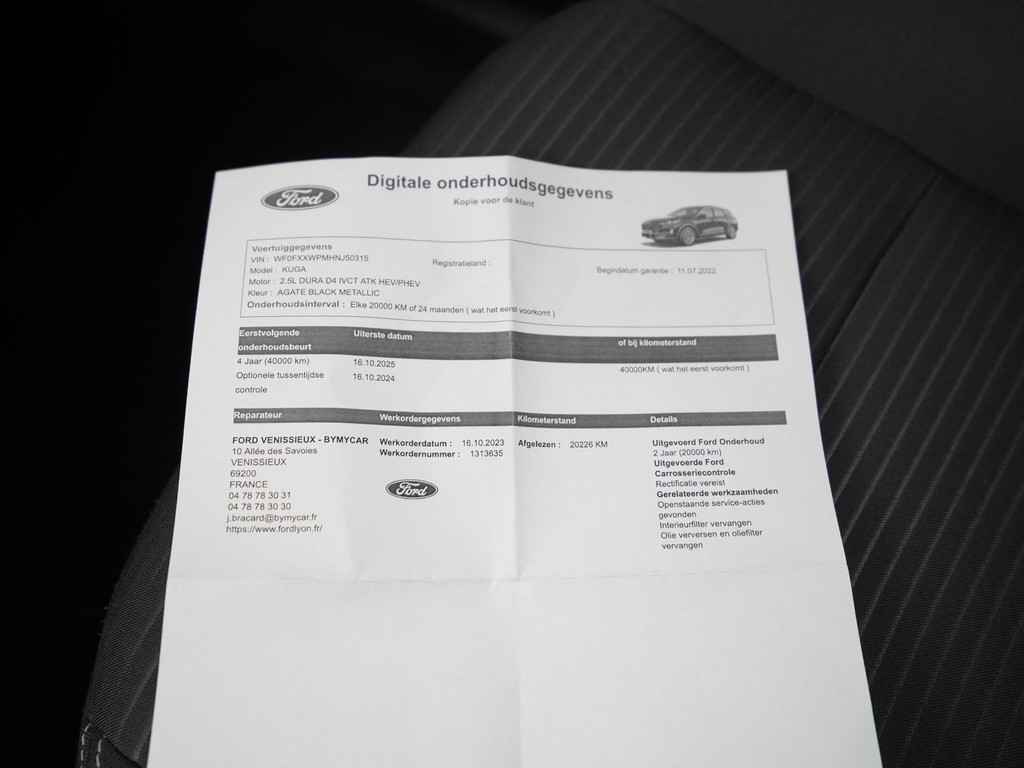 Digitale onderhoudsgegevens
Kopie voor de klant
Ford
Voertuiggegevens
VIN : WF0FXXWPMHNJ50315
Registratieland :
Begindatum garantie : 11.07.2022
Model : KUGA
Motor : 2.5L DURA D4 IVCT ATK HEV/PHEV
Kleur : AGATE BLACK METALLIC
Onderhoudsinterval : Elke 20000 KM of 24 maanden ( wat het eerst voorkomt )
Eerstvolgende onderhoudsbeurt
Uiterste datum
of bij kilometerstand
4 Jaar (40000 km)
16.10.2025
40000KM ( wat het eerst voorkomt )
Optionele tussentijdse controle
16.10.2024
Reparateur
Werkordergegevens
Kilometerstand
Details
FORD VENISSIEUX - BYMYCAR
10 Allée des Savoies
VENISSIEUX
69200
FRANCE
04 78 78 30 31
04 78 78 30 30
j.bracard@bymycar.fr
https://www.fordlyon.fr/
Werkorderdatum : 16.10.2023
Werkordernummer : 1313635
Ford
Afgelezen : 20226 KM
Uitgevoerd Ford Onderhoud
2 Jaar (20000 km)
Uitgevoerde Ford
Carrosseriecontrole
Rectificatie vereist
Gerelateerde werkzaamheden
Openstaande service-acties
gevonden
Interieurfilter vervangen
Olie verversen en oliefilter
vervangen